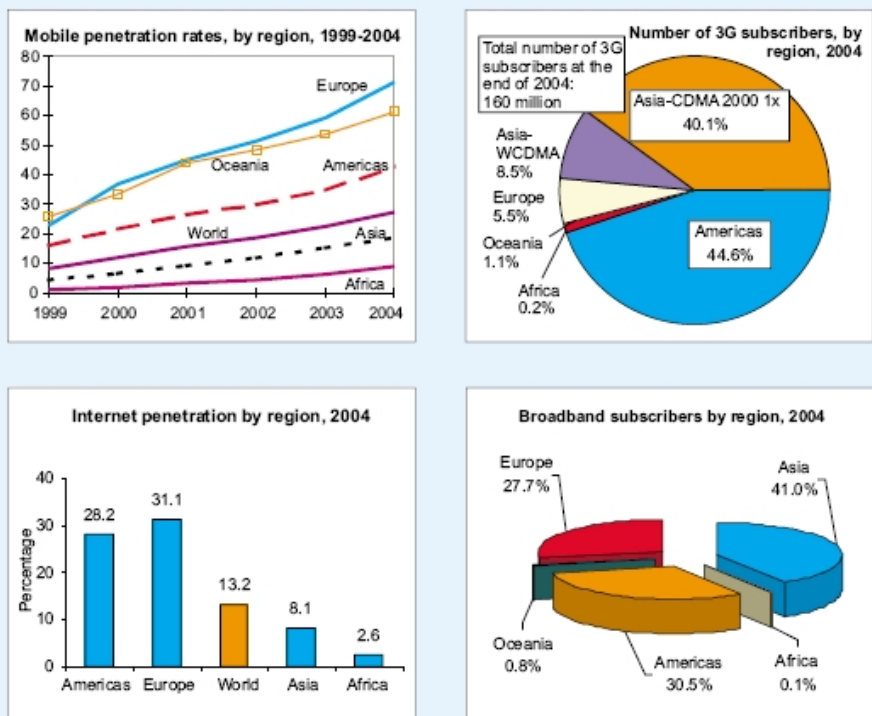 Mobile penetration rates, by region, 1999-2004
80
70
60
50
40
30
20
10
0
Europe
Oceania
Americas
World
Asia
Africa
1999 2000 2001 2002 2003 2004
Number of 3G subscribers, by
region, 2004
Total number of 3G
subscribers at the
end of 2004:
160 million
Asia-CDMA 2000 1x
40.1%
Asia-
WCDMA
8.5%
Europe
5.5%
Oceania
1.1%
Africa
0.2%
Americas
44.6%
Internet penetration by region, 2004
Percentage
40
30
20
10
0
28.2
31.1
13.2
8.1
2.6
Americas Europe World Asia Africa
Broadband subscribers by region, 2004
Europe
27.7%
Asia
41.0%
Oceania
0.8%
Americas
30.5%
Africa
0.1%